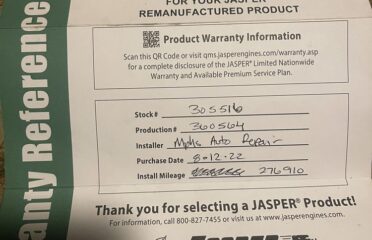 FOR YOUR JASPER
REMANUFACTURED PRODUCT
Product Warranty Information
Scan this QR Code or visit qms.jasperengines.com/warranty.asp
for a complete disclosure of the JASPER® Limited Nationwide
Warranty and Available Premium Service Plan.
Stock # 305516
Production # 360564
Installer Auto Repair
Purchase Date 8-12-22
Install Mileage 276910
Thank you for selecting a JASPER® Product!
For information, call 800-827-7455 or visit us at www.jasperengines.com.
anty Reference